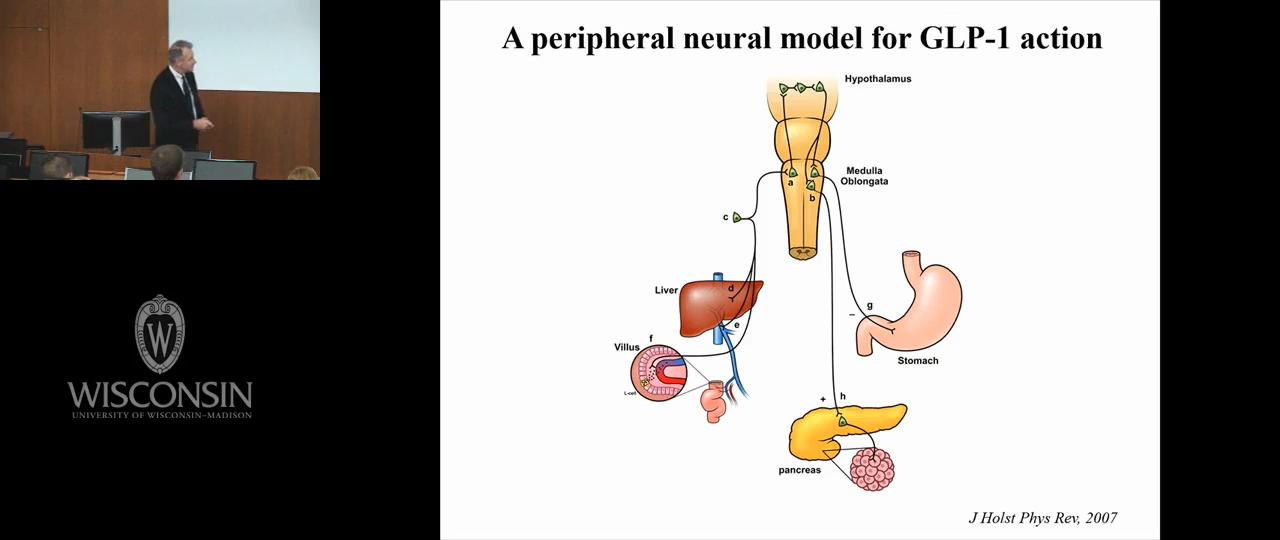 A peripheral neural model for GLP-1 action
Hypothalamus
Medulla
Oblongata
a
b
c
Liver
d
e
g
–
Villus
f
L-cell
Stomach
+
h
pancreas
J Holst Phys Rev, 2007
W
WISCONSIN
UNIVERSITY OF WISCONSIN–MADISON